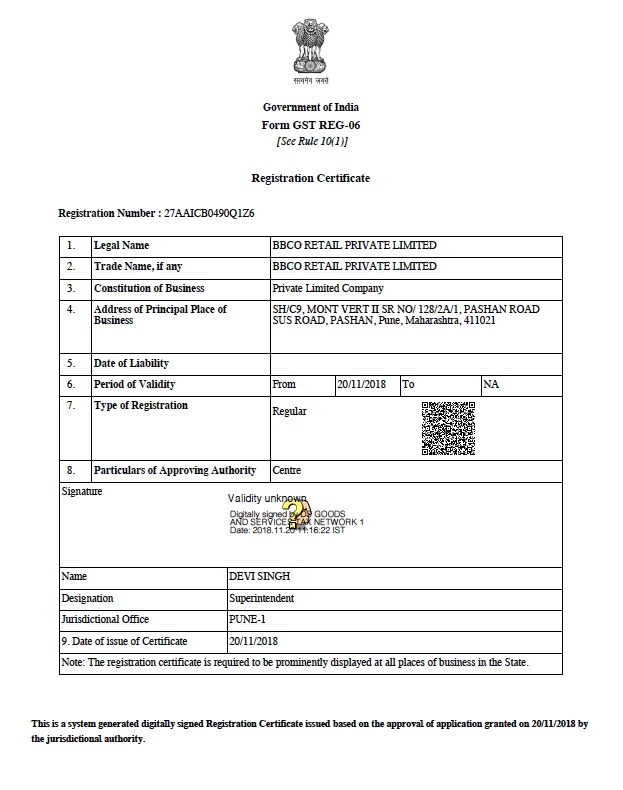 सत्यमेव जयते
Government of India
Form GST REG-06
[See Rule 10(1)]
Registration Certificate
Registration Number : 27AAICB0490Q1Z6
1. Legal Name BBCO RETAIL PRIVATE LIMITED
2. Trade Name, if any BBCO RETAIL PRIVATE LIMITED
3. Constitution of Business Private Limited Company
4. Address of Principal Place of Business SH/C9, MONT VERT II SR NO/ 128/2A/1, PASHAN ROAD
SUS ROAD, PASHAN, Pune, Maharashtra, 411021
5. Date of Liability
6. Period of Validity From 20/11/2018 To NA
7. Type of Registration Regular
8. Particulars of Approving Authority Centre
Signature
Validity unknown
Digitally signed by DS GOODS
AND SERVICES TAX NETWORK 1
Date: 2018.11.20 11:16:22 IST
Name DEVI SINGH
Designation Superintendent
Jurisdictional Office PUNE-1
9. Date of issue of Certificate 20/11/2018
Note: The registration certificate is required to be prominently displayed at all places of business in the State.
This is a system generated digitally signed Registration Certificate issued based on the approval of application granted on 20/11/2018 by
the jurisdictional authority.